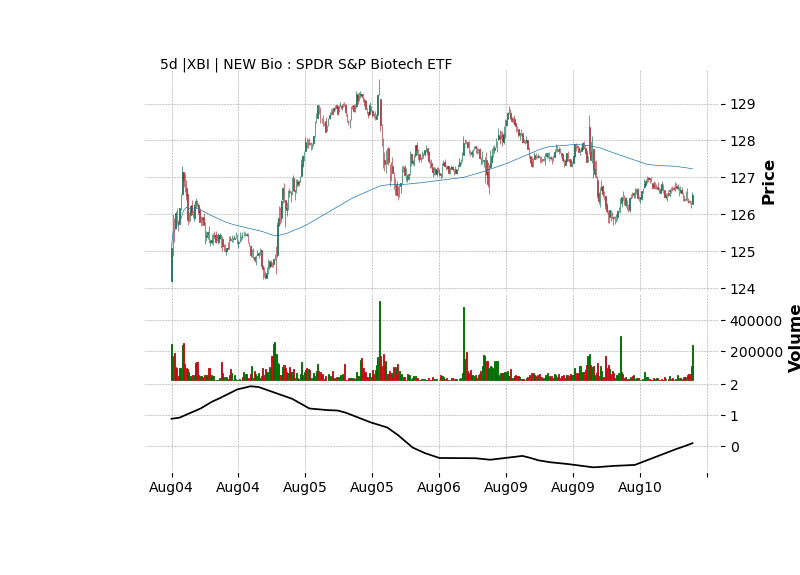 5d |XBI | NEW Bio : SPDR S&P Biotech ETF
129
128
127
126
125
124
Price
400000
200000
Volume
2
1
0
Aug04 Aug04 Aug05 Aug05 Aug06 Aug09 Aug09 Aug10